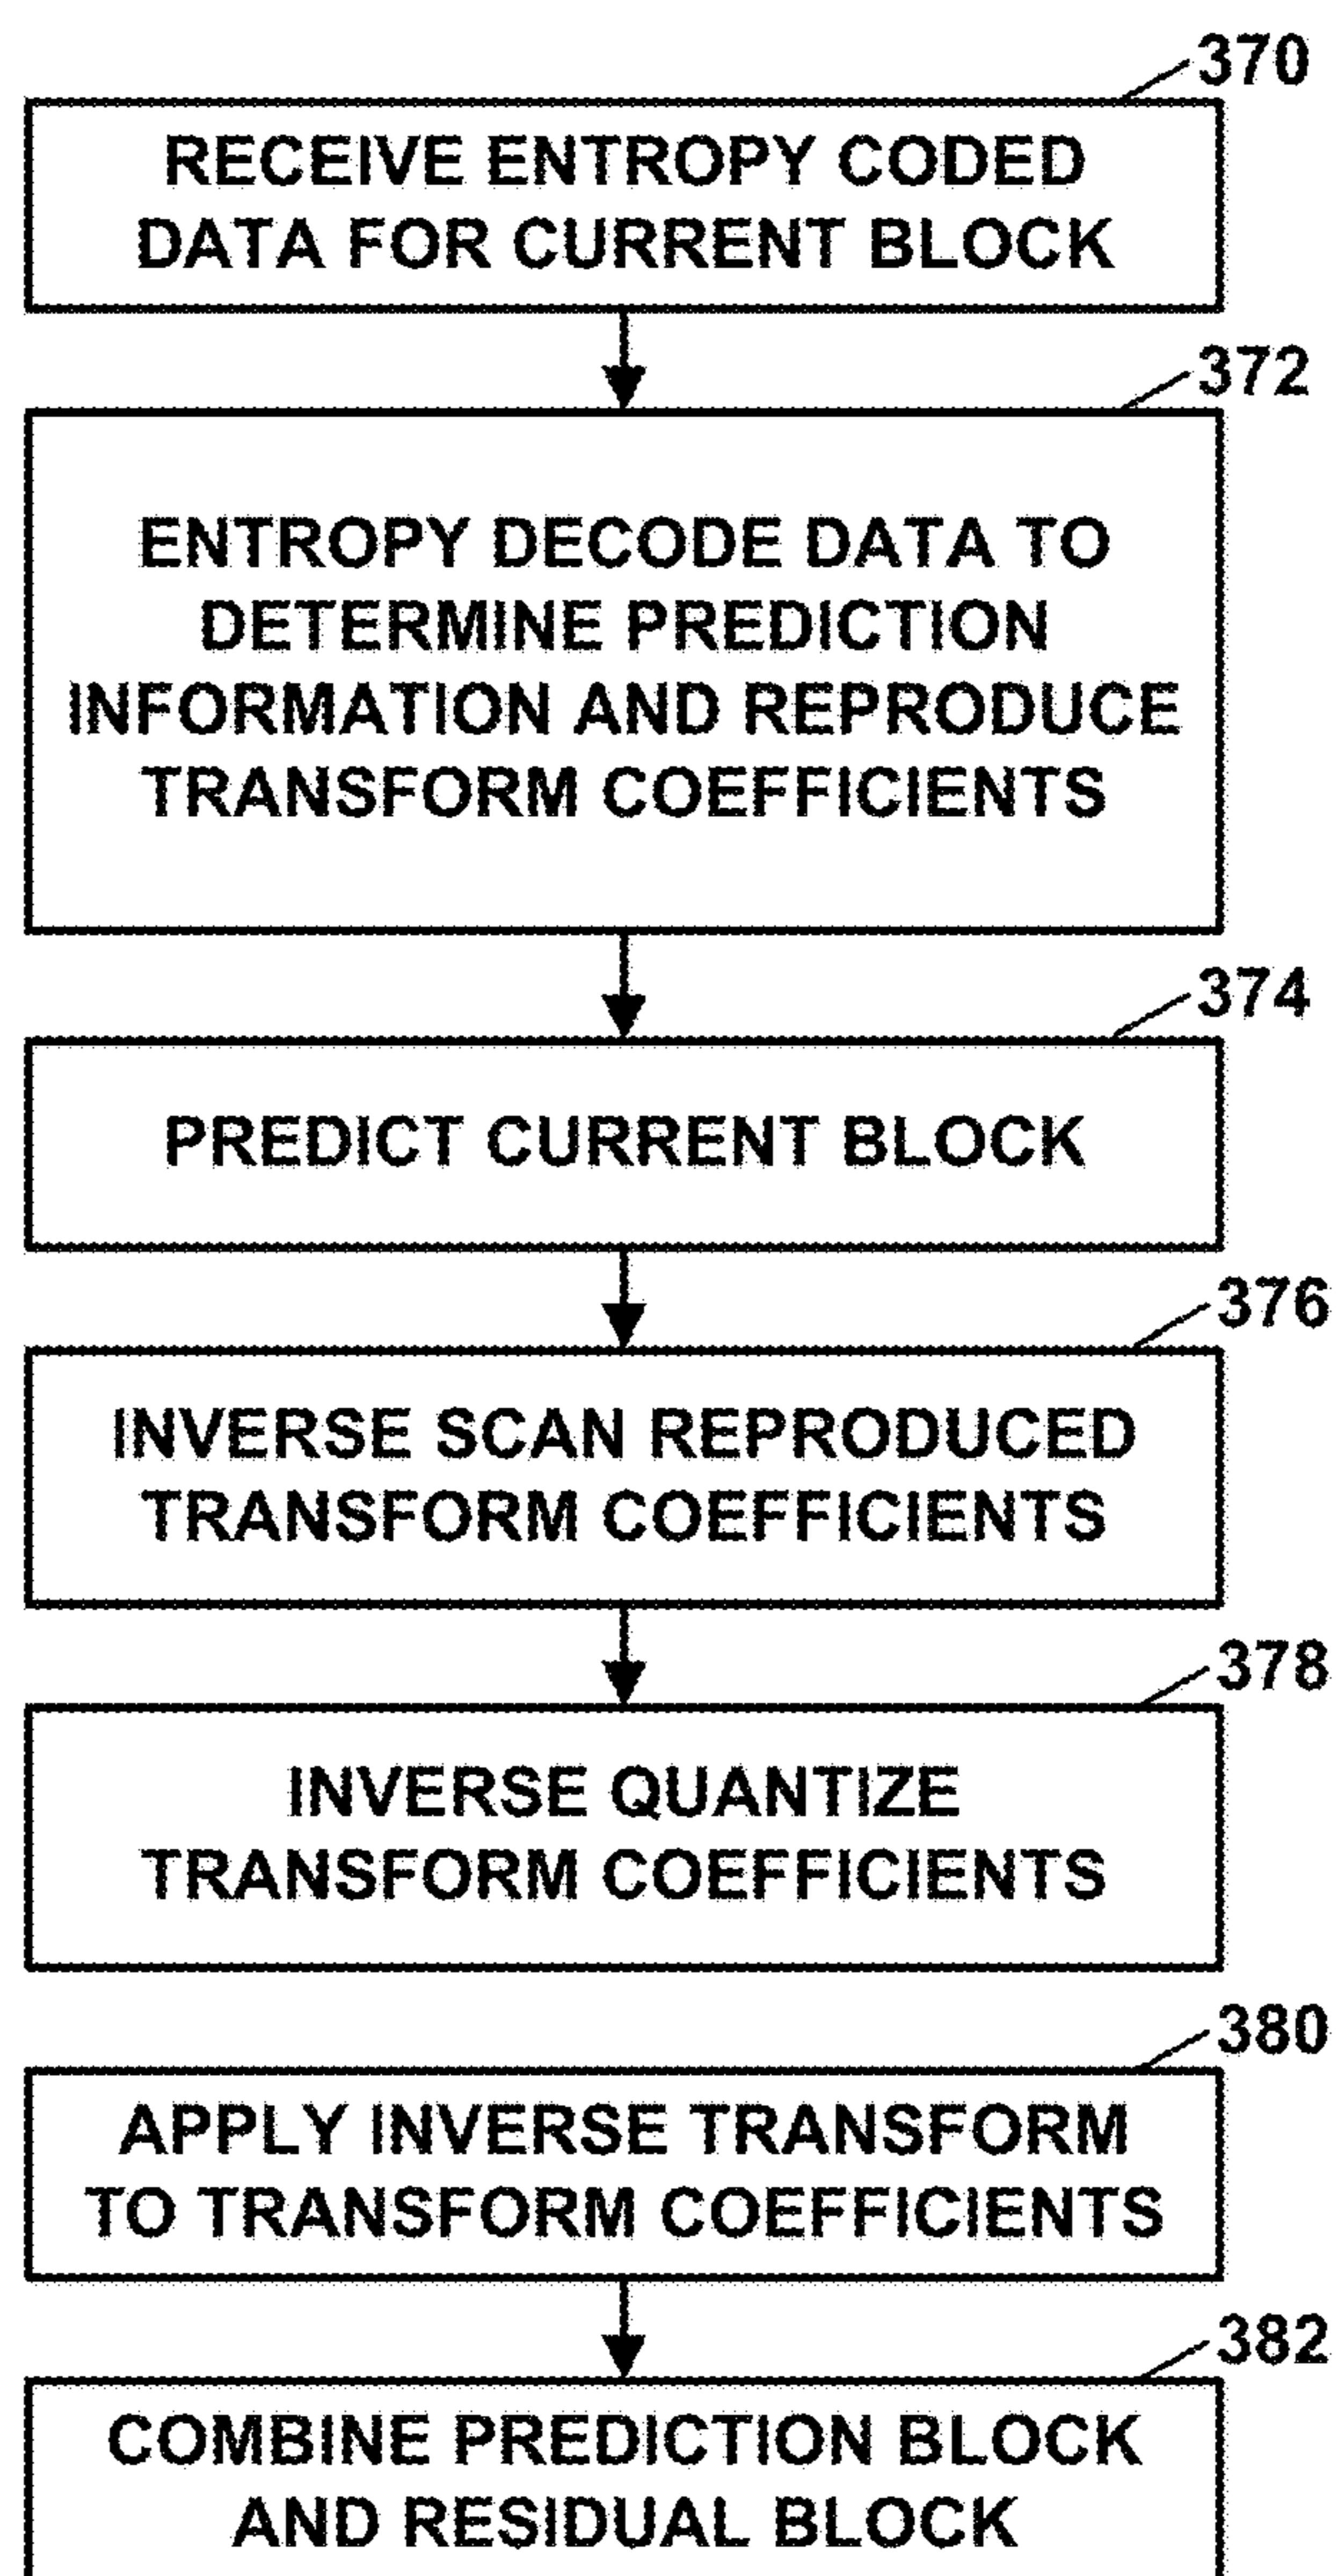 370
RECEIVE ENTROPY CODED
DATA FOR CURRENT BLOCK
372
ENTROPY DECODE DATA TO
DETERMINE PREDICTION
INFORMATION AND REPRODUCE
TRANSFORM COEFFICIENTS
374
PREDICT CURRENT BLOCK
376
INVERSE SCAN REPRODUCED
TRANSFORM COEFFICIENTS
378
INVERSE QUANTIZE
TRANSFORM COEFFICIENTS
380
APPLY INVERSE TRANSFORM
TO TRANSFORM COEFFICIENTS
382
COMBINE PREDICTION BLOCK
AND RESIDUAL BLOCK